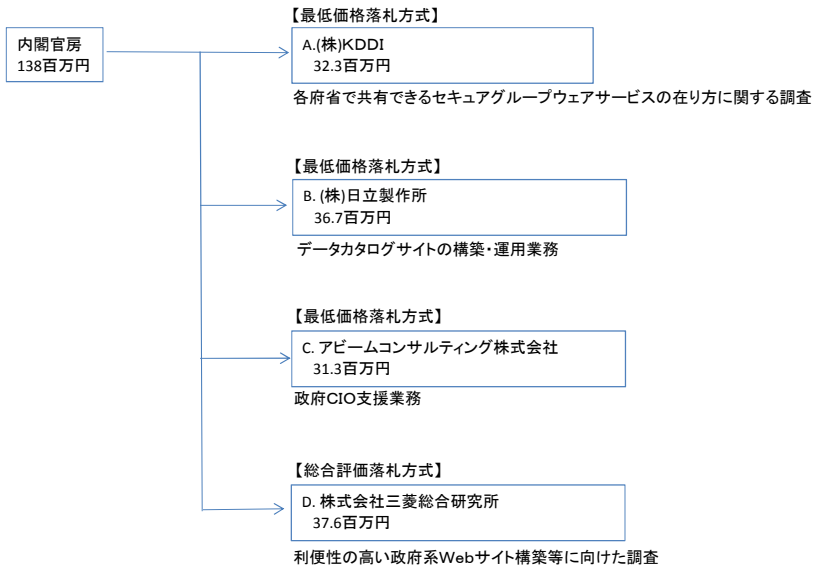 内閣官房
138百万円
【最低価格落札方式】
A.(株)KDDI
32.3百万円
各府省で共有できるセキュアグループウェアサービスの在り方に関する調査
【最低価格落札方式】
B. (株)日立製作所
36.7百万円
データカタログサイトの構築・運用業務
【最低価格落札方式】
C. アビームコンサルティング株式会社
31.3百万円
政府CIO支援業務
【総合評価落札方式】
D. 株式会社三菱総合研究所
37.6百万円
利便性の高い政府系Webサイト構築等に向けた調査